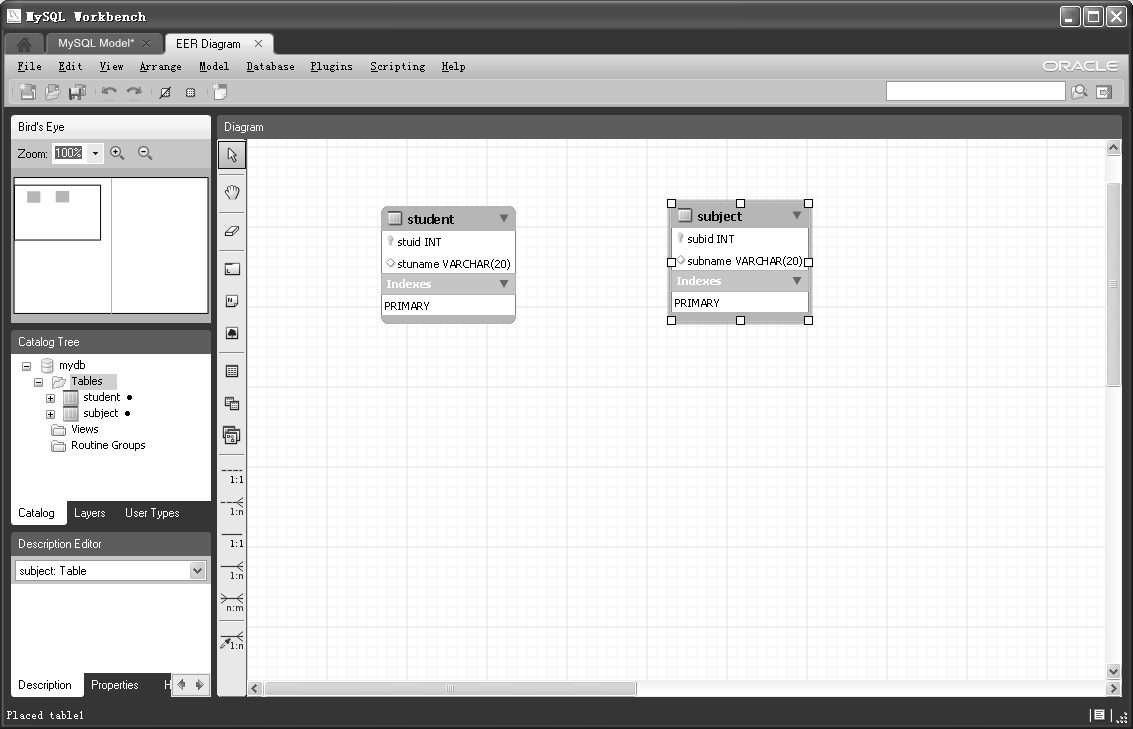 MySQL Workbench
MySQL Model*
EER Diagram
File Edit View Arrange Model Database Plugins Scripting Help
ORACLE
Bird's Eye
Zoom: 100%
Catalog Tree
mydb
Tables
student
subject
Views
Routine Groups
Catalog Layers User Types
Description Editor
subject: Table
Description Properties H
Placed table1
Diagram
1:1
1:n
1:1
1:n
n:m
1:n
student
stuid INT
stuname VARCHAR(20)
Indexes
PRIMARY
subject
subid INT
subname VARCHAR(20)
Indexes
PRIMARY